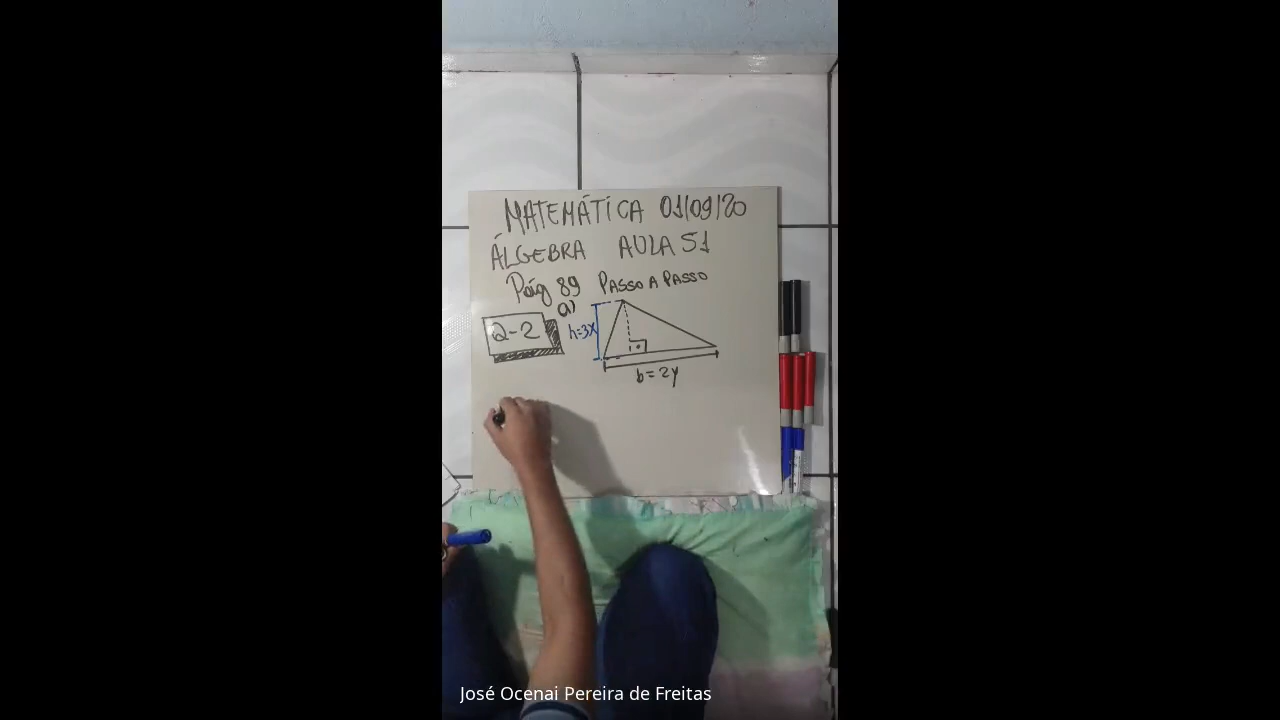 MATEMÁTICA 01/09/20
ÁLGEBRA AULA 51
Pág 89 PASSO A PASSO
Q-2
a)
h=3x
b=2y
José Ocenai Pereira de Freitas